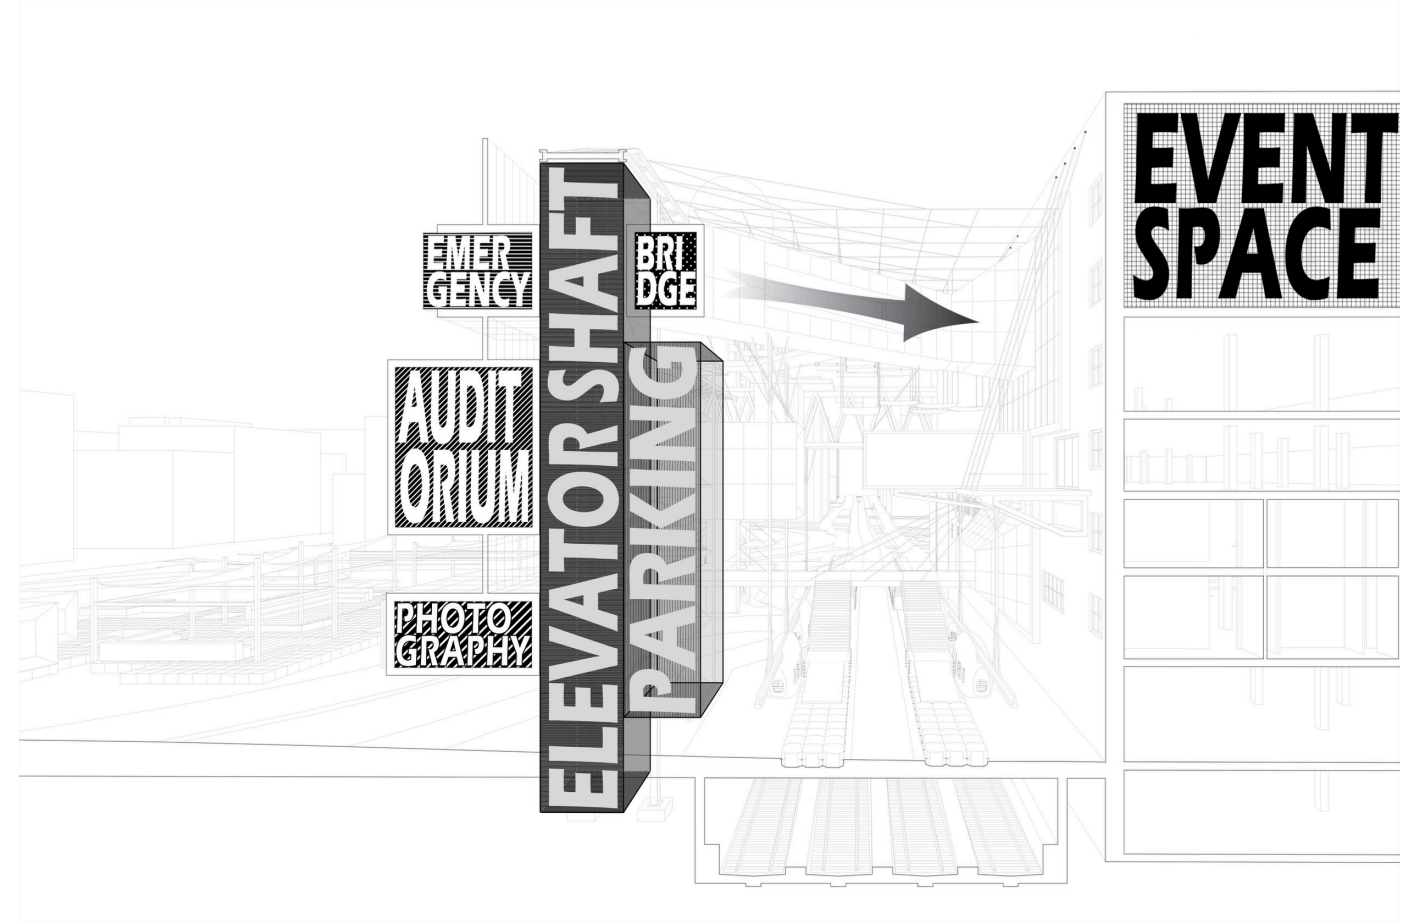 EMER
GENCY
AUDIT
ORIUM
PHOTO
GRAPHY
ELEVATOR SHAFT
BRI
DGE
PARKING
EVENT
SPACE